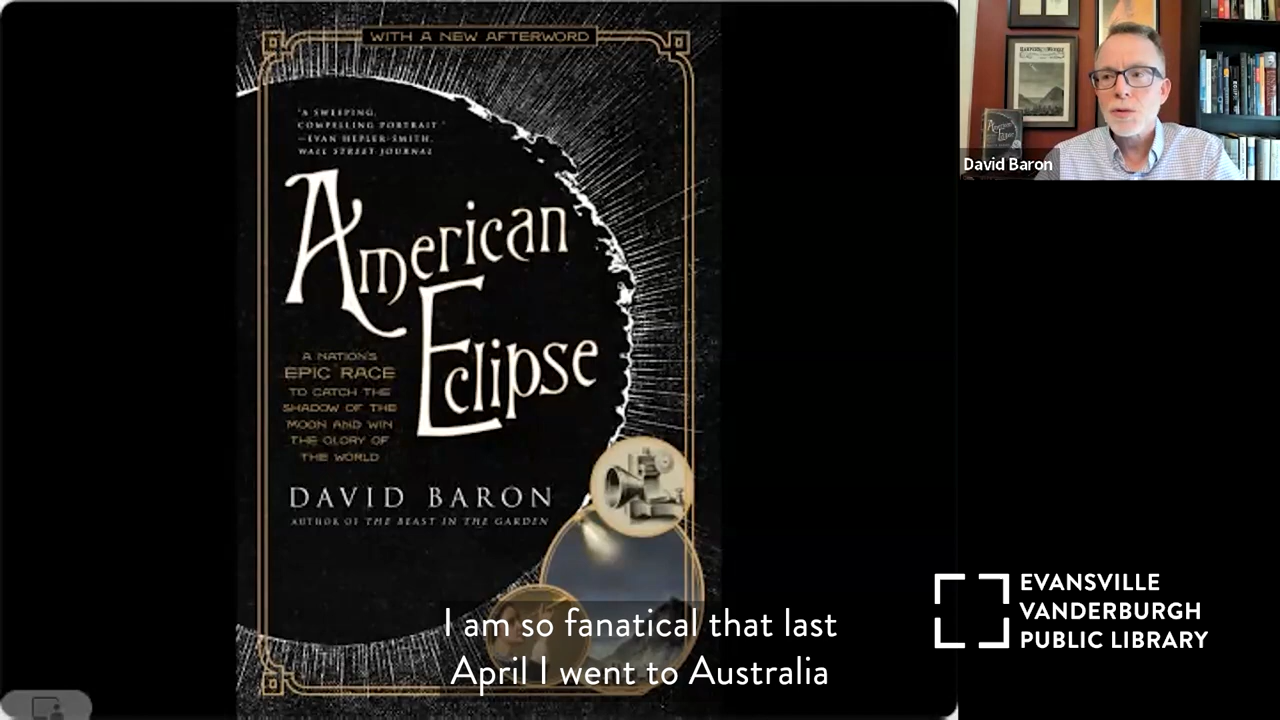 WITH A NEW AFTERWORD
"A SWEEPING,
COMPELLING PORTRAIT."
—EVAN HEPLER-SMITH,
WALL STREET JOURNAL
American
Eclipse
A NATION'S
EPIC RACE
TO CATCH THE
SHADOW OF THE
MOON AND WIN
THE GLORY OF
THE WORLD
DAVID BARON
AUTHOR OF THE BEAST IN THE GARDEN
I am so fanatical that last
April I went to Australia
American
Eclipse
David Baron
EVANSVILLE
VANDERBURGH
PUBLIC LIBRARY